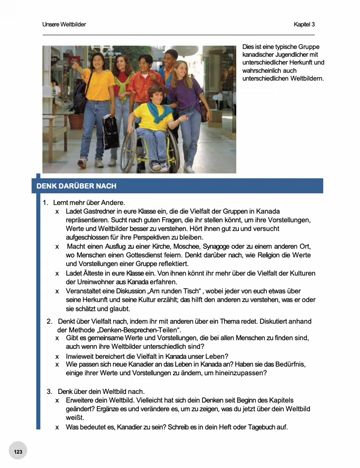 Unsere Weltbilder
Kapitel 3
Dies ist eine typische Gruppe
kanadischer Jugendlicher mit
unterschiedlicher Herkunft und
wahrscheinlich auch
unterschiedlichen Weltbildern.
DENK DARÜBER NACH
1. Lernt mehr über Andere.
x Ladet Gastredner in eure Klasse ein, die die Vielfalt der Gruppen in Kanada
repräsentieren. Sucht nach guten Fragen, die ihr stellen könnt, um ihre Vorstellungen,
Werte und Weltbilder besser zu verstehen. Hört ihnen gut zu und versucht
aufgeschlossen für ihre Perspektiven zu bleiben.
x Macht einen Ausflug zu einer Kirche, Moschee, Synagoge oder zu einem anderen Ort,
wo Menschen einen Gottesdienst feiern. Denkt darüber nach, wie Religion die Werte
und Vorstellungen einer Gruppe reflektiert.
x Ladet Älteste in eure Klasse ein. Von ihnen könnt ihr mehr über die Vielfalt der Kulturen
der Ureinwohner aus Kanada erfahren.
x Veranstaltet eine Diskussion „Am runden Tisch“ , wobei jeder von euch etwas über
seine Herkunft und seine Kultur erzählt; das hilft den anderen zu verstehen, was er oder
sie schätzt und glaubt.
2. Denkt über Vielfalt nach, indem ihr mit anderen über ein Thema redet. Diskutiert anhand
der Methode „Denken-Besprechen-Teilen“.
x Gibt es gemeinsame Werte und Vorstellungen, die bei allen Menschen zu finden sind,
auch wenn ihre Weltbilder unterschiedlich sind?
x Inwieweit bereichert die Vielfalt in Kanada unser Leben?
x Wie passen sich neue Kanadier an das Leben in Kanada an? Haben sie das Bedürfnis,
einige ihrer Werte und Vorstellungen zu ändern, um hineinzupassen?
3. Denk über dein Weltbild nach.
x Erweitere dein Weltbild. Vielleicht hat sich dein Denken seit Beginn des Kapitels
geändert? Ergänze es und verändere es, um zu zeigen, was du jetzt über dein Weltbild
weißt.
x Was bedeutet es, Kanadier zu sein? Schreib es in dein Heft oder Tagebuch auf.
123